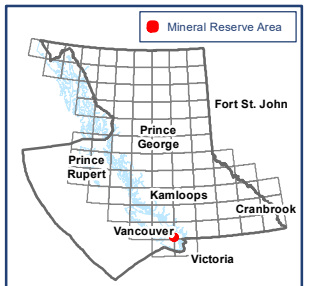 Mineral Reserve Area
Fort St. John
Prince
George
Prince
Rupert
Kamloops
Cranbrook
Vancouver
Victoria